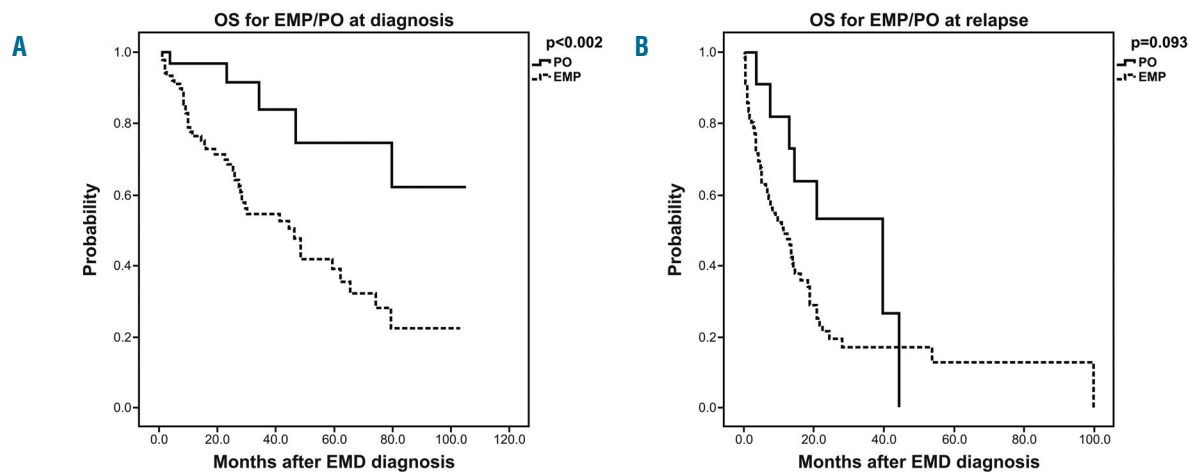 A
OS for EMP/PO at diagnosis
p<0.002
PO
EMP
Probability
1.0
0.8
0.6
0.4
0.2
0.0
0.0 20.0 40.0 60.0 80.0 100.0 120.0
Months after EMD diagnosis
B
OS for EMP/PO at relapse
p=0.093
PO
EMP
Probability
1.0
0.8
0.6
0.4
0.2
0.0
0.0 20.0 40.0 60.0 80.0 100.0
Months after EMD diagnosis